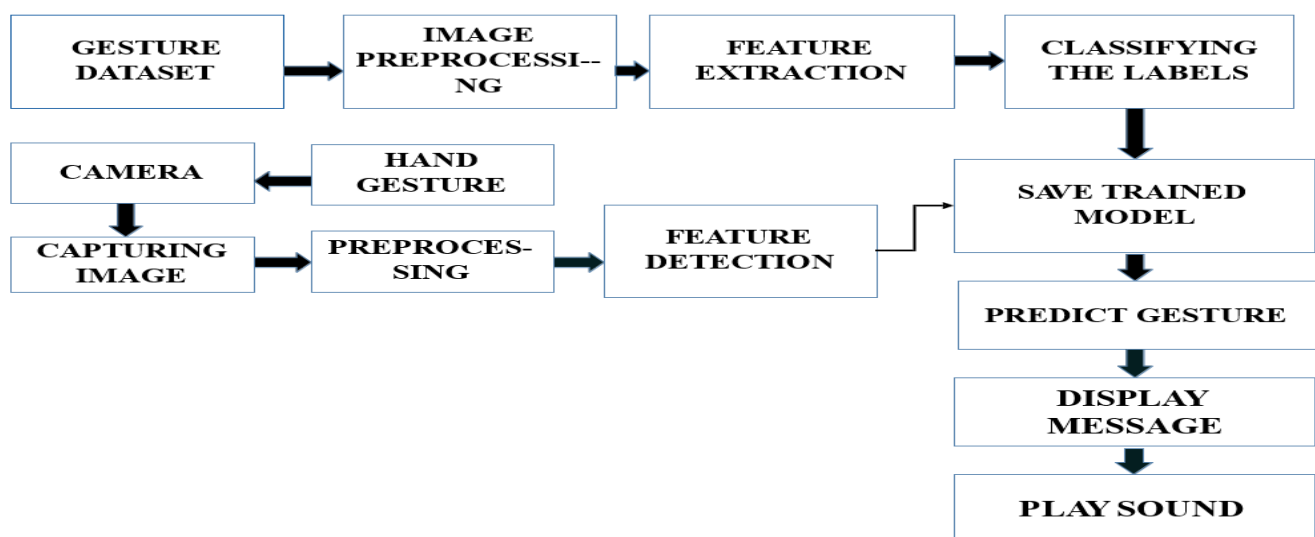 GESTURE
DATASET
IMAGE
PREPROCESSI--
NG
FEATURE
EXTRACTION
CLASSIFYING
THE LABELS
CAMERA
HAND
GESTURE
CAPTURING
IMAGE
PREPROCES-
SING
FEATURE
DETECTION
SAVE TRAINED
MODEL
PREDICT GESTURE
DISPLAY
MESSAGE
PLAY SOUND